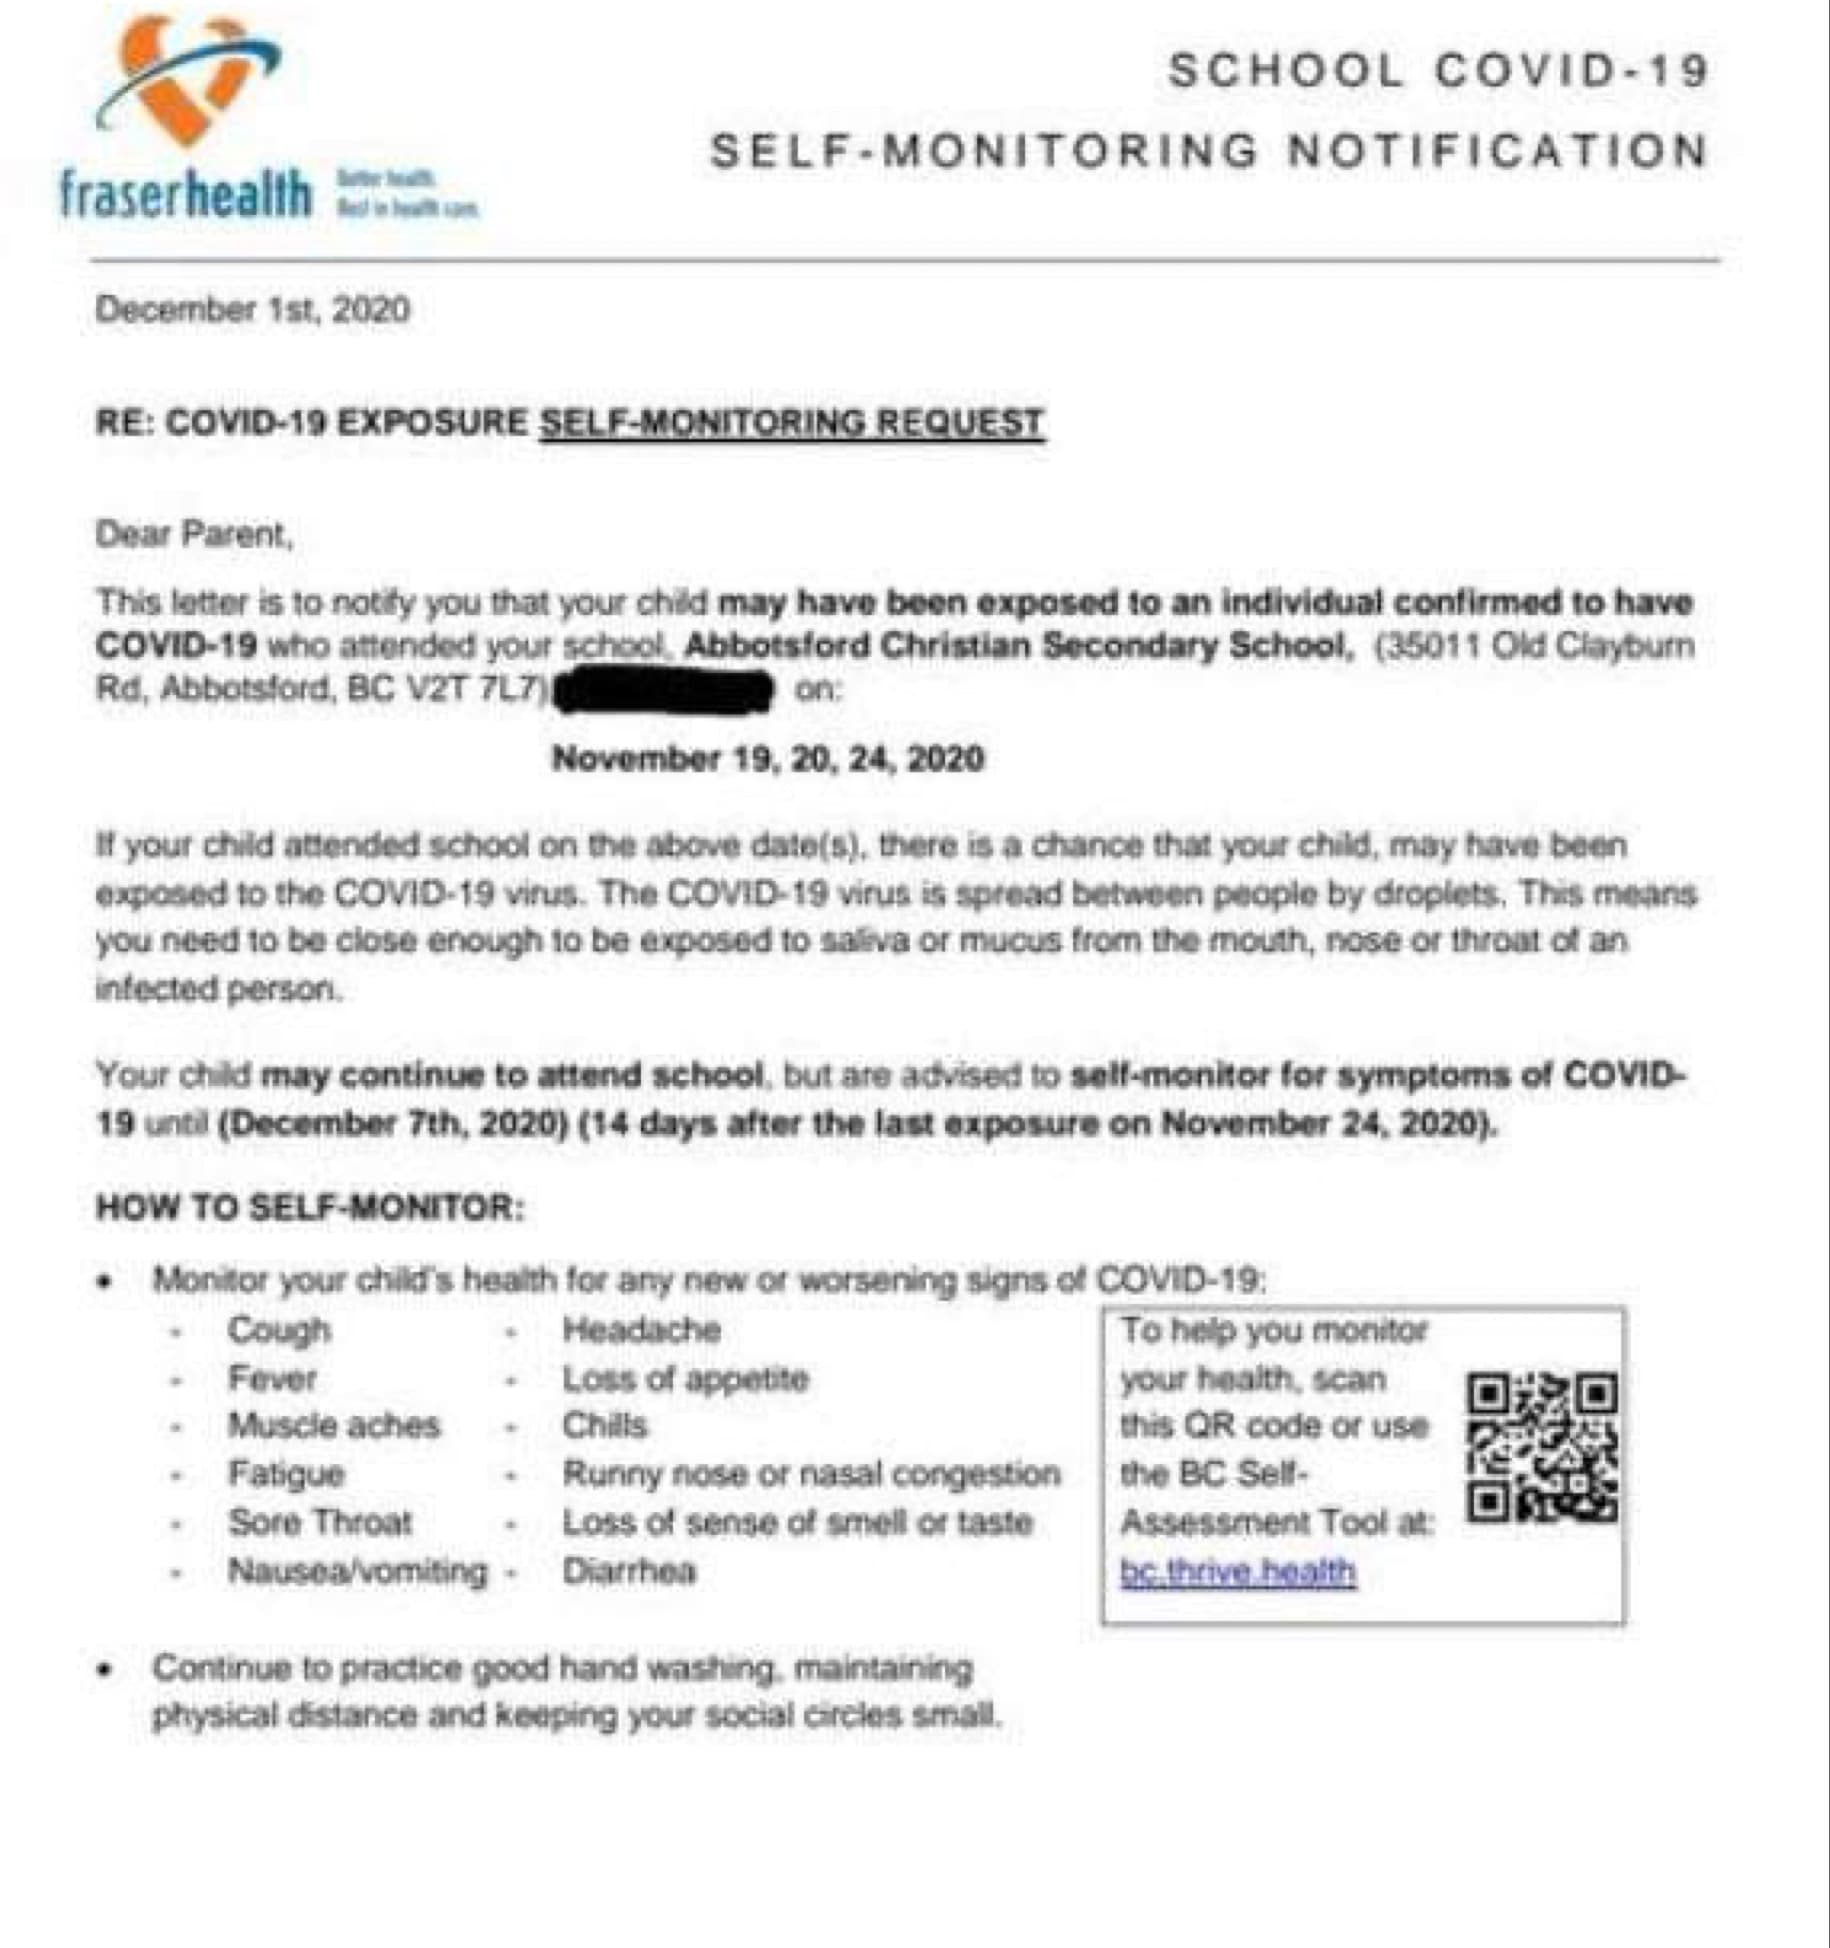 SCHOOL COVID-19
SELF-MONITORING NOTIFICATION
fraserhealth
Better health.
Best in health care.
December 1st, 2020
RE: COVID-19 EXPOSURE SELF-MONITORING REQUEST
Dear Parent,
This letter is to notify you that your child may have been exposed to an individual confirmed to have
COVID-19 who attended your school, Abbotsford Christian Secondary School, (35011 Old Clayburn
Rd, Abbotsford, BC V2T 7L7) on:
November 19, 20, 24, 2020
If your child attended school on the above date(s), there is a chance that your child, may have been
exposed to the COVID-19 virus. The COVID-19 virus is spread between people by droplets. This means
you need to be close enough to be exposed to saliva or mucus from the mouth, nose or throat of an
infected person.
Your child may continue to attend school, but are advised to self-monitor for symptoms of COVID-
19 until (December 7th, 2020) (14 days after the last exposure on November 24, 2020).
HOW TO SELF-MONITOR:
• Monitor your child's health for any new or worsening signs of COVID-19:
- Cough
- Fever
- Muscle aches
- Fatigue
- Sore Throat
- Nausea/vomiting
- Headache
- Loss of appetite
- Chills
- Runny nose or nasal congestion
- Loss of sense of smell or taste
- Diarrhea
To help you monitor
your health, scan
this QR code or use
the BC Self-
Assessment Tool at:
bc.thrive.health
• Continue to practice good hand washing, maintaining
physical distance and keeping your social circles small.